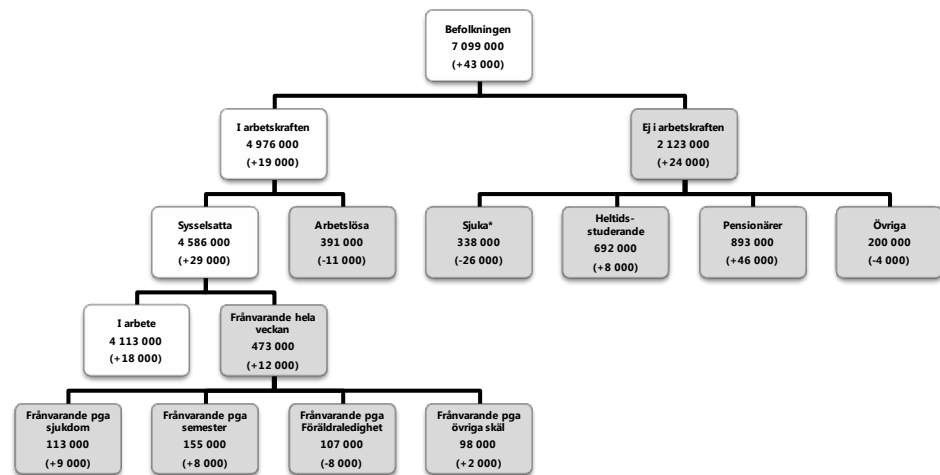 Befolkningen
7 099 000
(+43 000)
I arbetskraften
4 976 000
(+19 000)
Ej i arbetskraften
2 123 000
(+24 000)
Sysselsatta
4 586 000
(+29 000)
Arbetslösa
391 000
(-11 000)
Sjuka*
338 000
(-26 000)
Heltids-
studerande
692 000
(+8 000)
Pensionärer
893 000
(+46 000)
Övriga
200 000
(-4 000)
I arbete
4 113 000
(+18 000)
Frånvarande hela
veckan
473 000
(+12 000)
Frånvarande pga
sjukdom
113 000
(+9 000)
Frånvarande pga
semester
155 000
(+8 000)
Frånvarande pga
Föräldraledighet
107 000
(-8 000)
Frånvarande pga
övriga skäl
98 000
(+2 000)